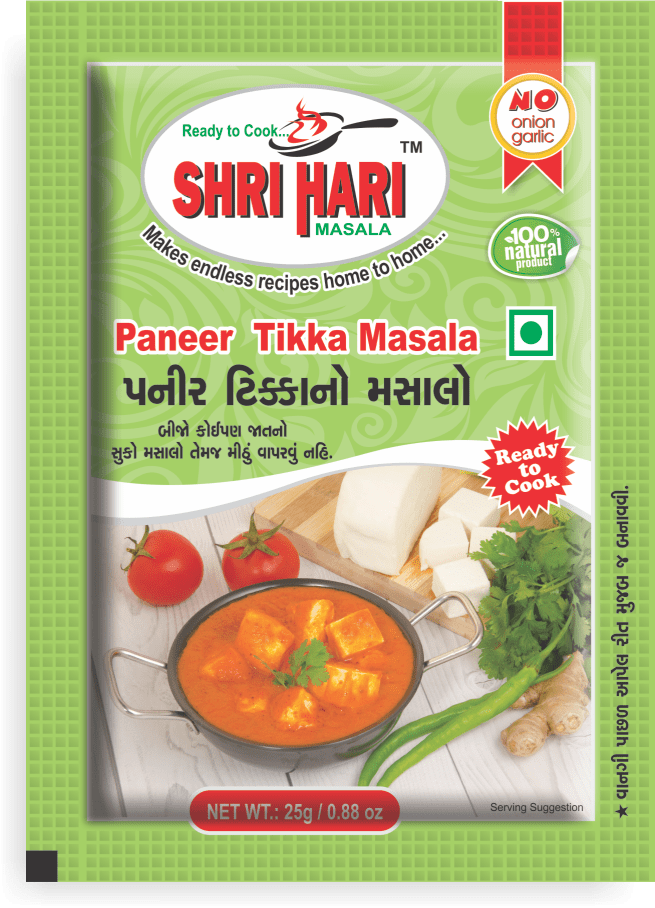 NO
onion
garlic
Ready to Cook...
TM
SHRI HARI
MASALA
Makes endless recipes home to home...
100%
natural
product
Paneer Tikka Masala
પનીર ટિક્કાનો મસાલો
બીજો કોઈપણ જાતનો
સુકો મસાલો તેમજ મીઠું વાપરવું નહિ.
Ready
to
Cook
★ વાનગી પાછળ આપેલ રીત મુજબ જ બનાવવી.
NET WT.: 25g / 0.88 oz
Serving Suggestion